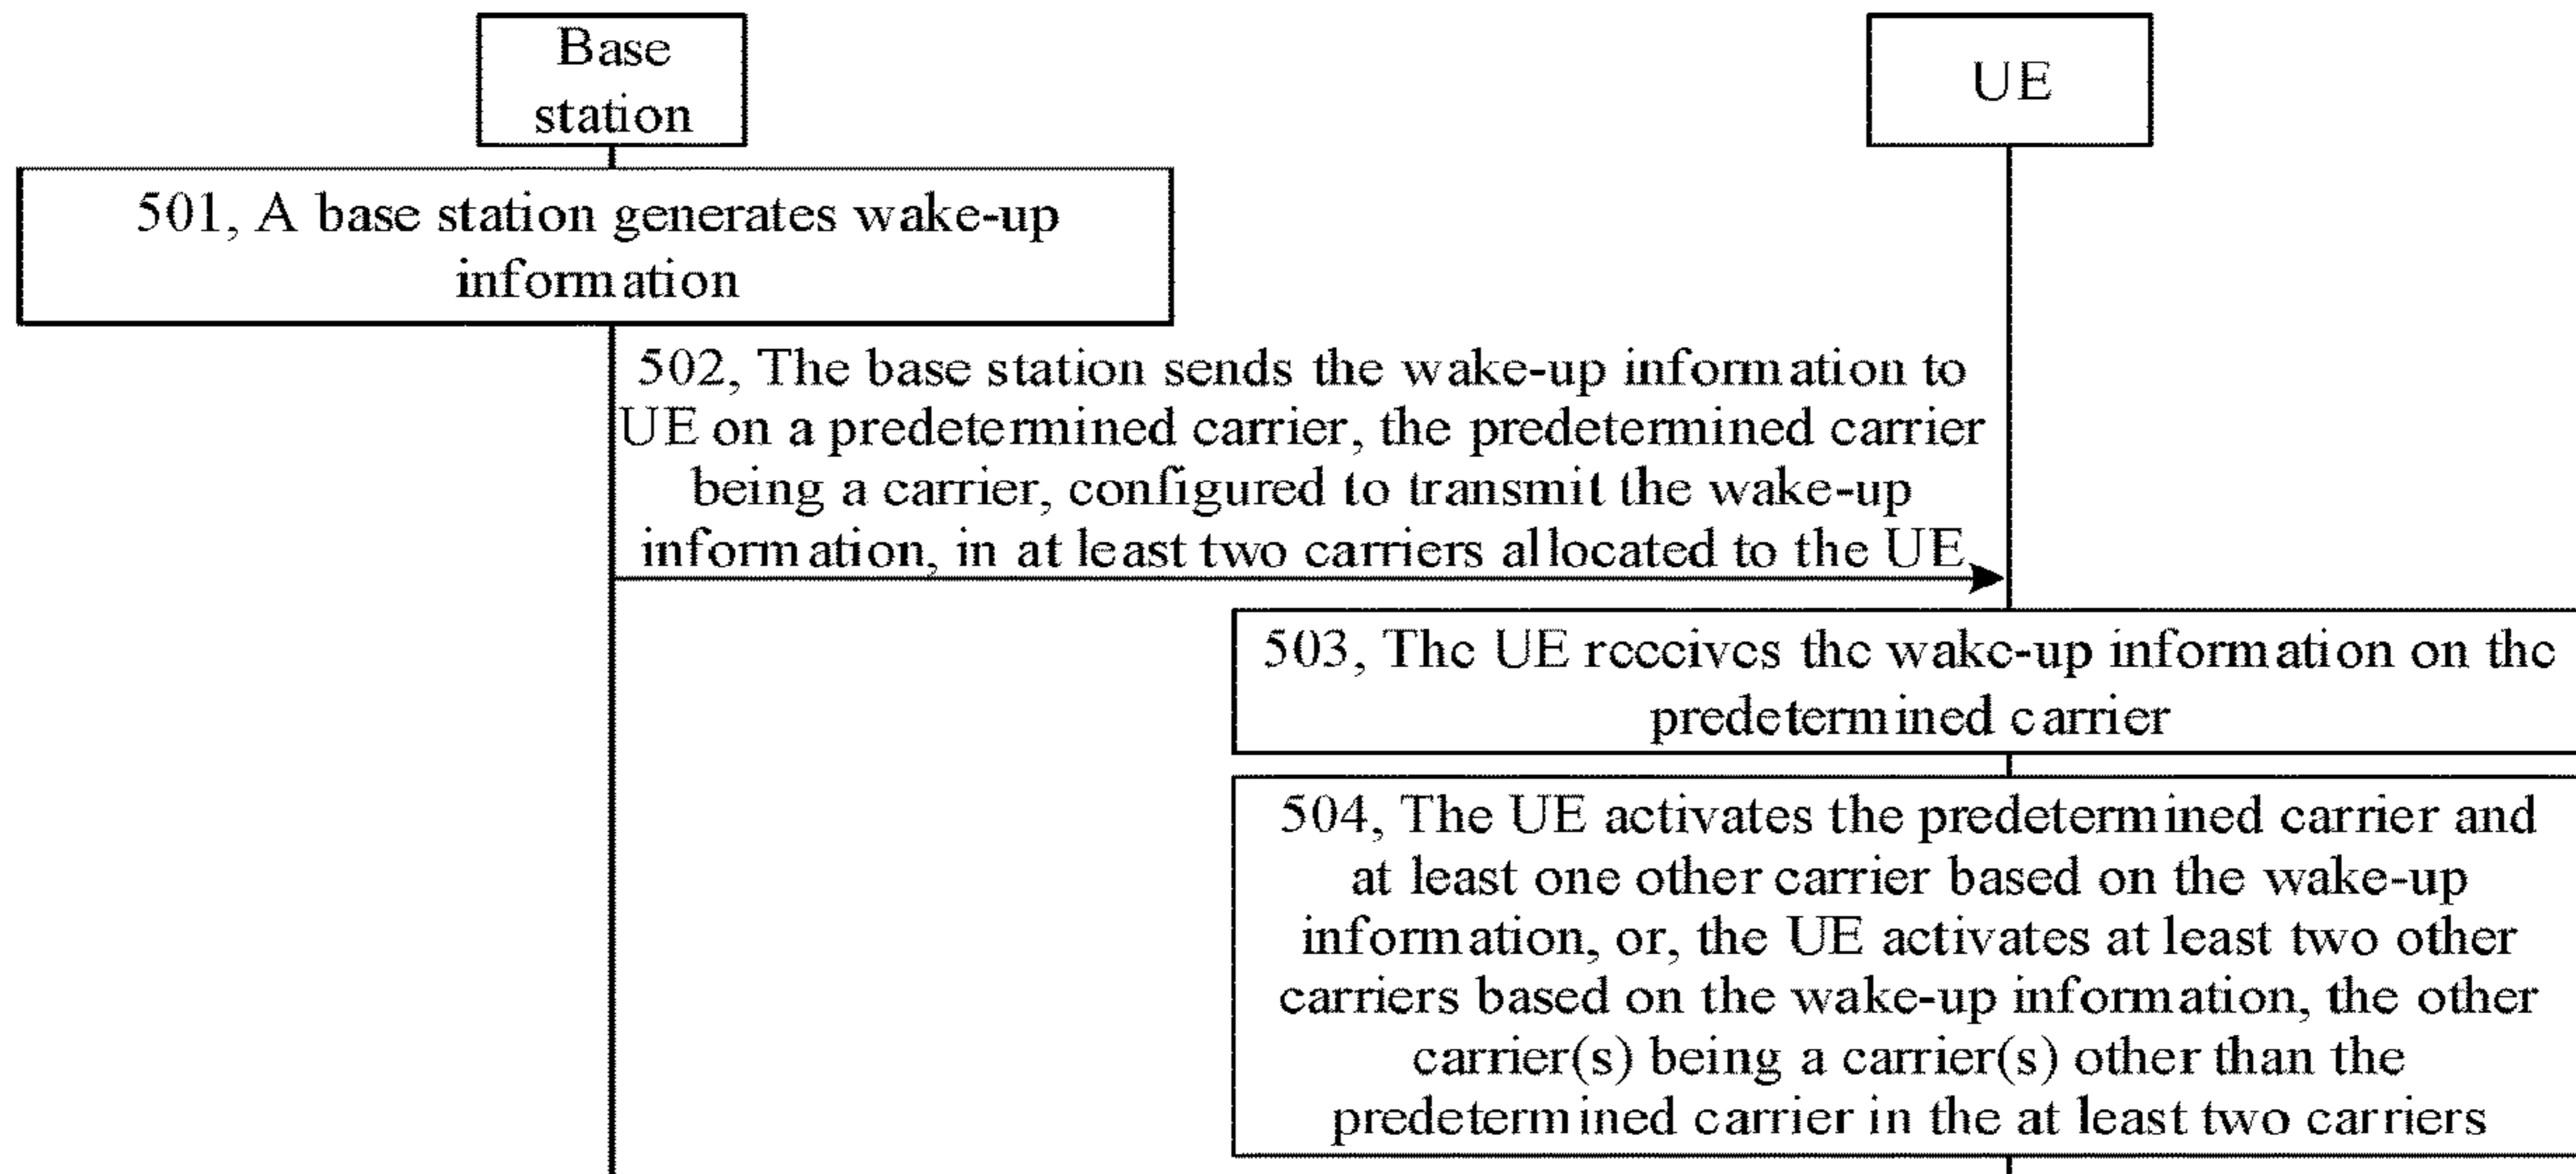 Base
station
UE
501, A base station generates wake-up
information
502, The base station sends the wake-up information to
UE on a predetermined carrier, the predetermined carrier
being a carrier, configured to transmit the wake-up
information, in at least two carriers allocated to the UE
503, The UE receives the wake-up information on the
predetermined carrier
504, The UE activates the predetermined carrier and
at least one other carrier based on the wake-up
information, or, the UE activates at least two other
carriers based on the wake-up information, the other
carrier(s) being a carrier(s) other than the
predetermined carrier in the at least two carriers